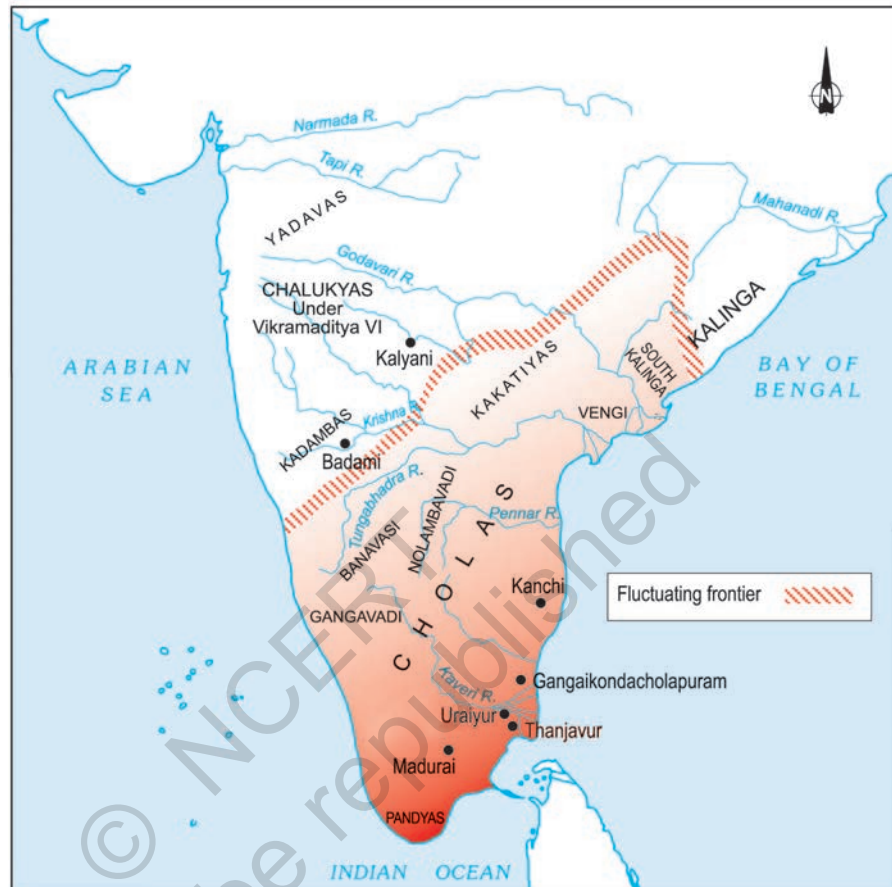 N
Narmada R.
Tapi R.
YADAVAS
Mahanadi R.
Godavari R.
CHALUKYAS
Under
Vikramaditya VI
Kalyani
KALINGA
ARABIAN
SEA
BAY OF
BENGAL
KAKATIYAS
SOUTH
KALINGA
VENGI
Krishna R.
KADAMBAS
Badami
Tungabhadra R.
BANAVASI
NOLAMBAVADI
Pennar R.
CHOLAS
Kanchi
Fluctuating frontier
GANGAVADI
Kaveri R.
Gangaikondacholapuram
Uraiyur
Thanjavur
Madurai
PANDYAS
INDIAN OCEAN
© NCERT
be republished